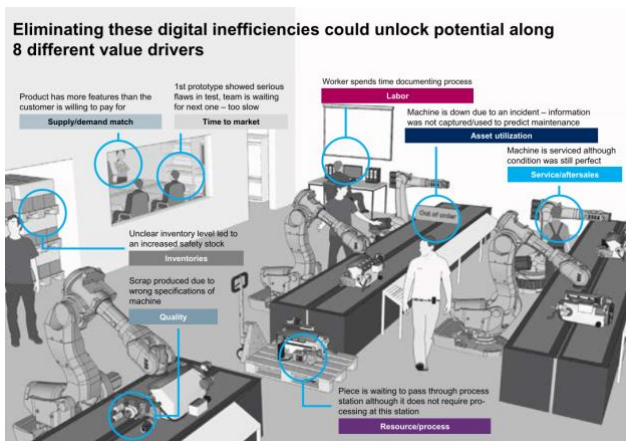 Eliminating these digital inefficiencies could unlock potential along
8 different value drivers
Product has more features than the
customer is willing to pay for
Supply/demand match
1st prototype showed serious
flaws in test, team is waiting
for next one – too slow
Time to market
Worker spends time documenting process
Labor
Machine is down due to an incident – information
was not captured/used to predict maintenance
Asset utilization
Machine is serviced although
condition was still perfect
Service/aftersales
Out of order
Unclear inventory level led to
an increased safety stock
Inventories
Scrap produced due to
wrong specifications of
machine
Quality
Piece is waiting to pass through process
station although it does not require pro-
cessing at this station
Resource/process